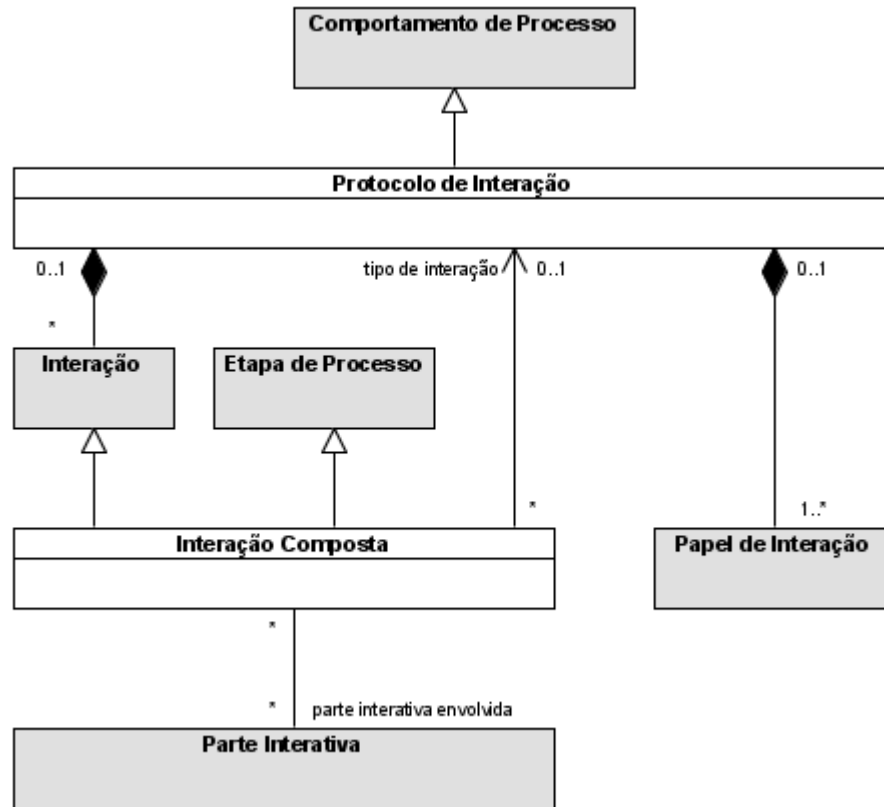 Comportamento de Processo
Protocolo de Interação
0..1
tipo de interação
0..1
0..1
*
Interação
Etapa de Processo
*
1..*
Interação Composta
Papel de Interação
*
*
parte interativa envolvida
Parte Interativa